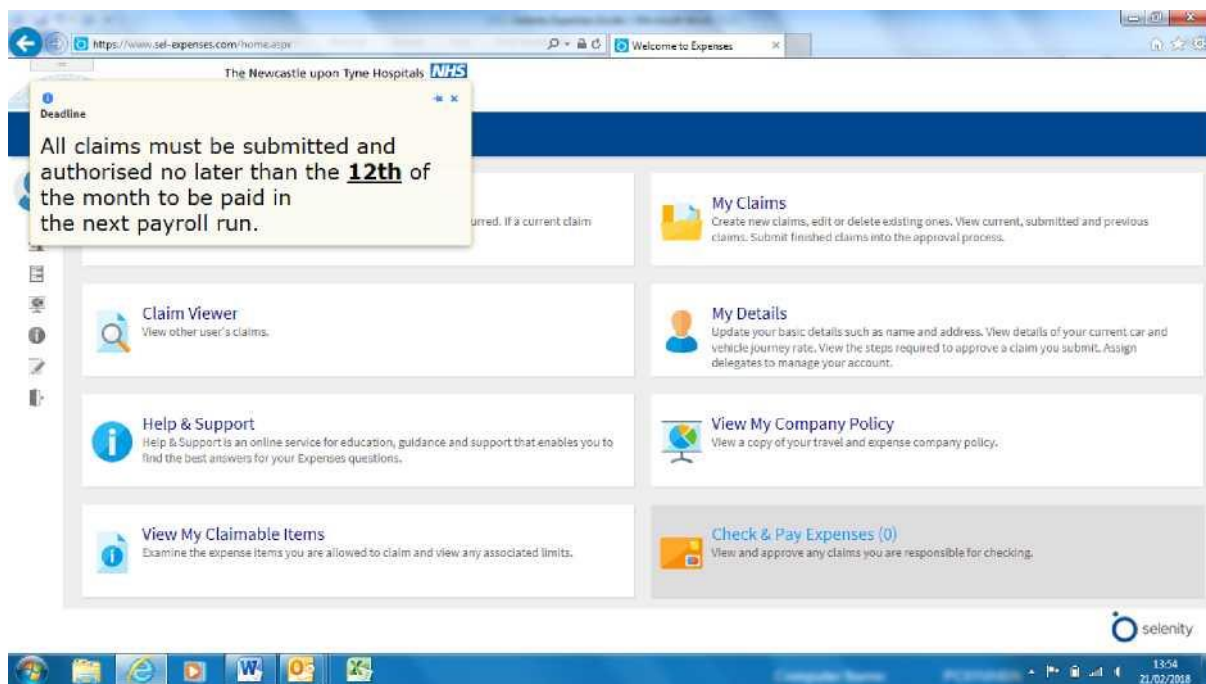 https://www.sel-expenses.com/home.aspx
Welcome to Expenses
The Newcastle upon Tyne Hospitals NHS
Deadline
All claims must be submitted and
authorised no later than the 12th of
the month to be paid in
the next payroll run.
urred. If a current claim
My Claims
Create new claims, edit or delete existing ones. View current, submitted and previous
claims. Submit finished claims into the approval process.
Claim Viewer
View other user's claims.
My Details
Update your basic details such as name and address. View details of your current car and
vehicle journey rate. View the steps required to approve a claim you submit. Assign
delegates to manage your account.
Help & Support
Help & Support is an online service for education, guidance and support that enables you to
find the best answers for your Expenses questions.
View My Company Policy
View a copy of your travel and expense company policy.
View My Claimable Items
Examine the expense items you are allowed to claim and view any associated limits.
Check & Pay Expenses (0)
View and approve any claims you are responsible for checking.
selenity
13:54
21/02/2018